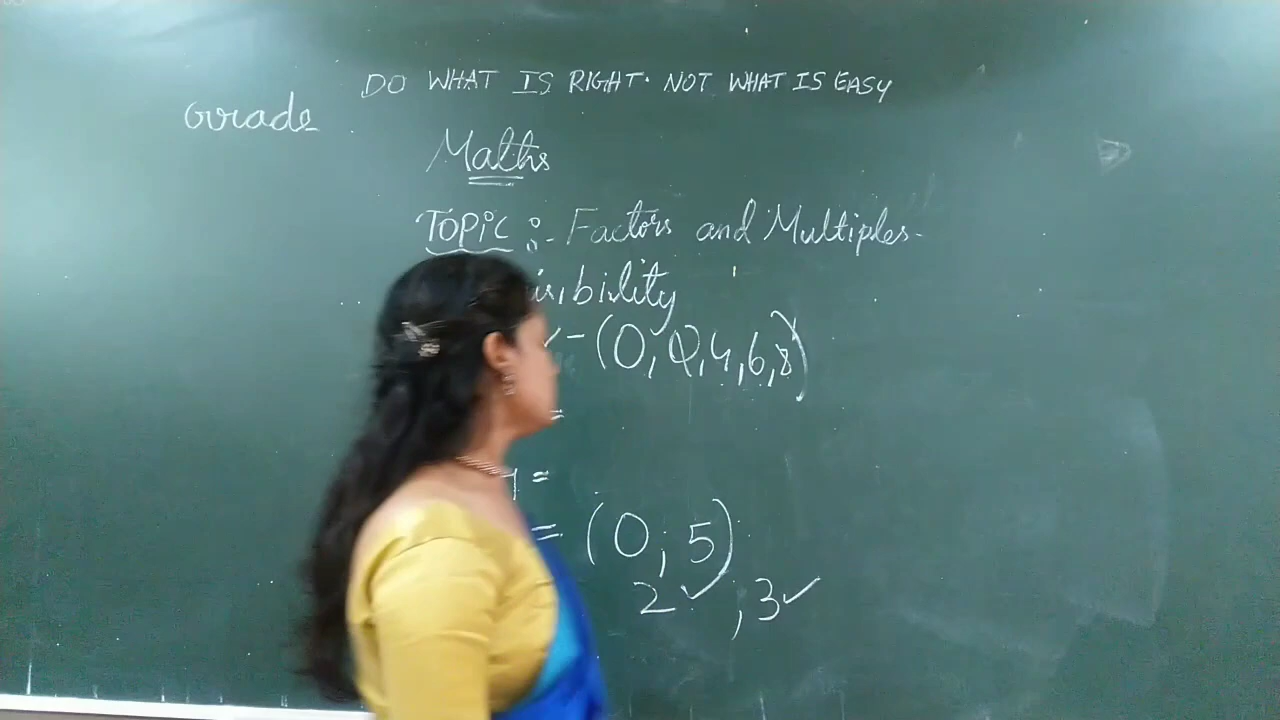 DO WHAT IS RIGHT. NOT WHAT IS EASY
Grade
Maths
TOPIC :- Factors and Multiples-
- (0, 2, 4, 6, 8)
=
=
= (0, 5)
2 ✓, 3 ✓